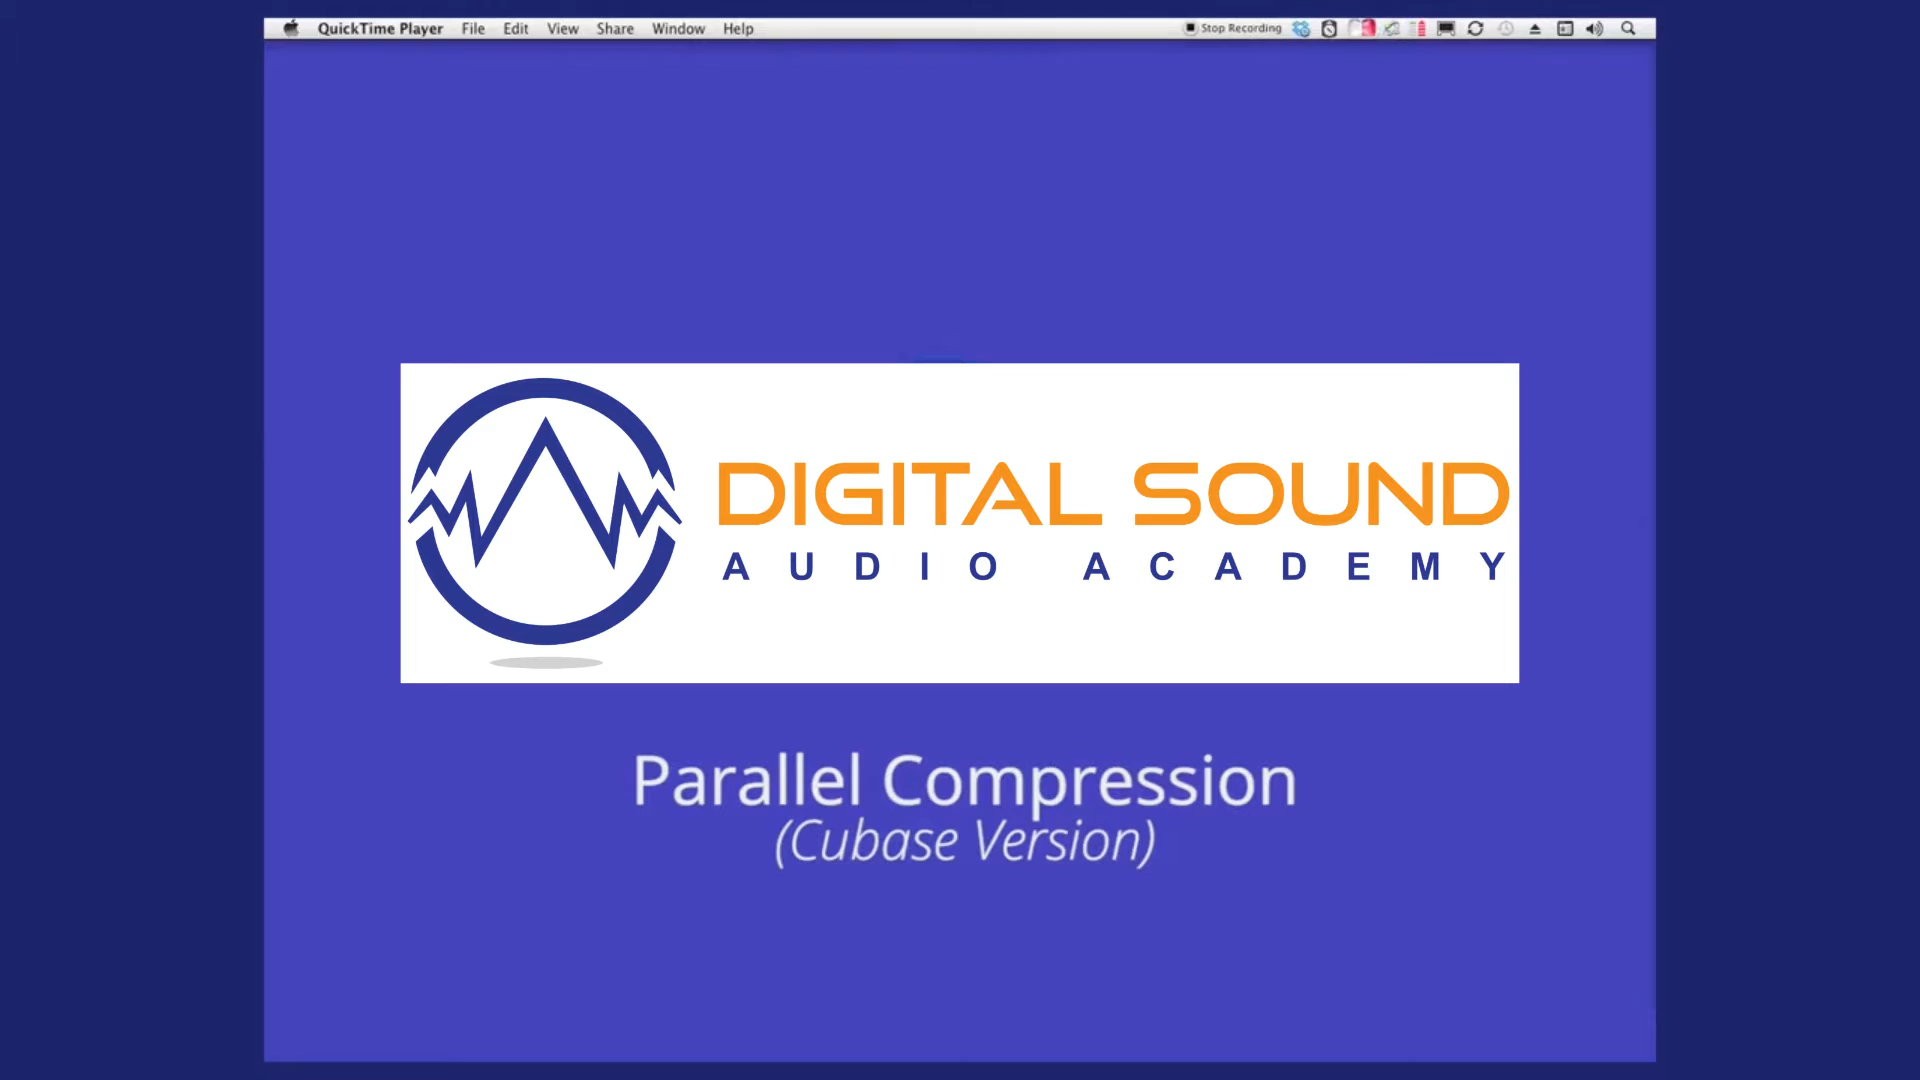 QuickTime Player File Edit View Share Window Help Stop Recording
DIGITAL SOUND
AUDIO ACADEMY
Parallel Compression
(Cubase Version)